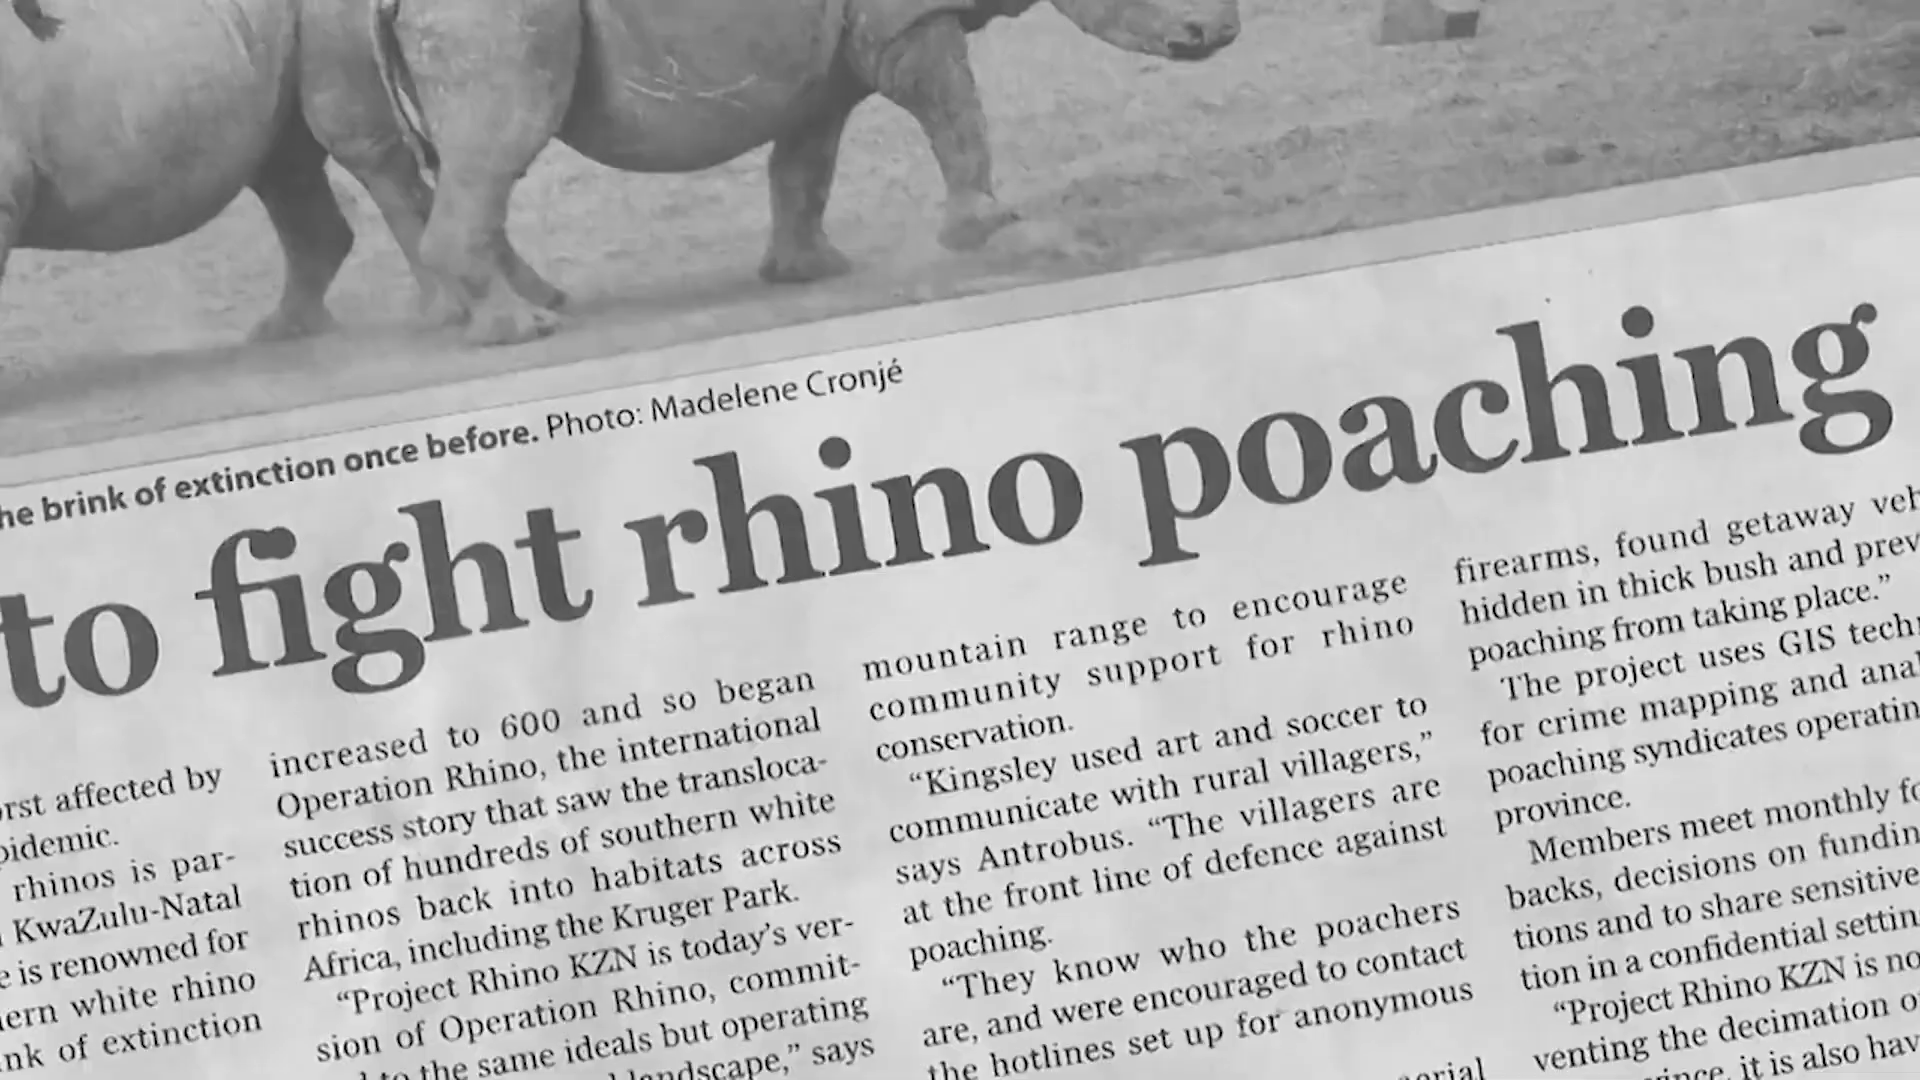 he brink of extinction once before. Photo: Madelene Cronjé
to fight rhino poaching
orst affected by
pidemic.
rhinos is par-
KwaZulu-Natal
e is renowned for
ern white rhino
nk of extinction
increased to 600 and so began
Operation Rhino, the international
success story that saw the transloca-
tion of hundreds of southern white
rhinos back into habitats across
Africa, including the Kruger Park.
“Project Rhino KZN is today’s ver-
sion of Operation Rhino, commit-
to the same ideals but operating
landscape,” says
mountain range to encourage
community support for rhino
conservation.
“Kingsley used art and soccer to
communicate with rural villagers,”
says Antrobus. “The villagers are
at the front line of defence against
poaching.
“They know who the poachers
are, and were encouraged to contact
the hotlines set up for anonymous
erial
firearms, found getaway veh
hidden in thick bush and prev
poaching from taking place.”
The project uses GIS techn
for crime mapping and anal
poaching syndicates operatin
province.
Members meet monthly fo
backs, decisions on fundin
tions and to share sensitive
tion in a confidential settin
“Project Rhino KZN is no
venting the decimation o
ince, it is also hav